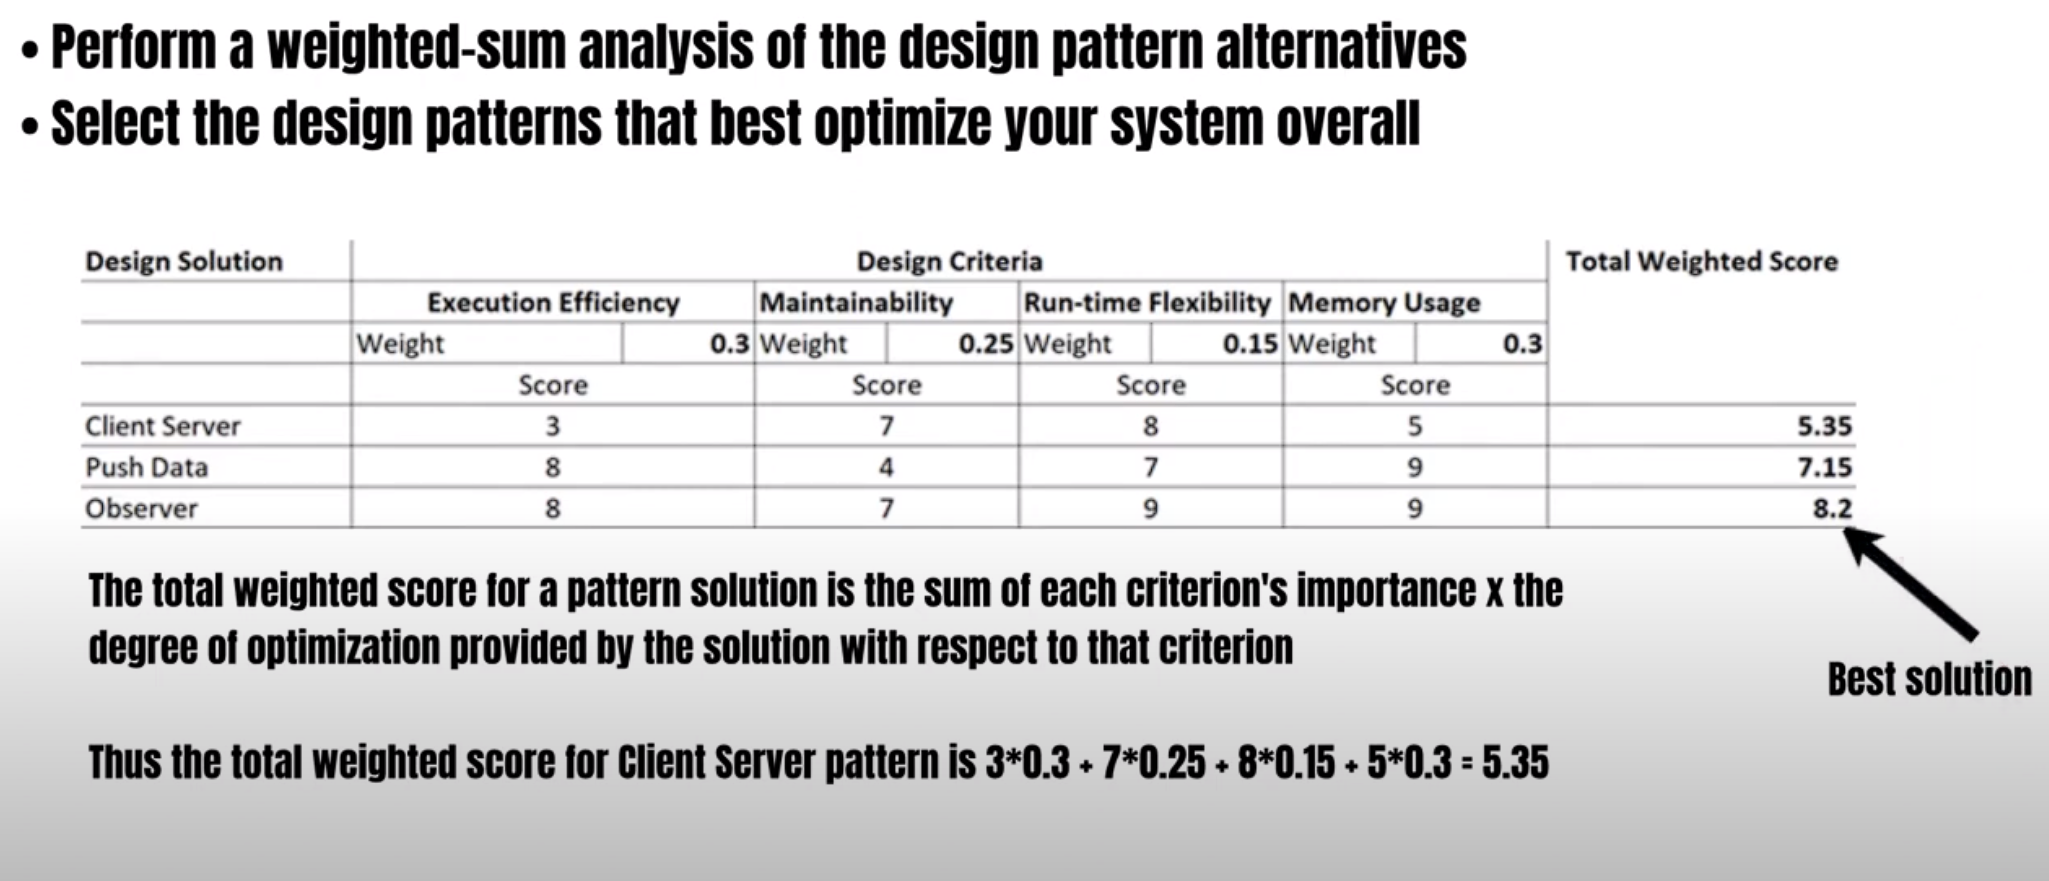 • Perform a weighted-sum analysis of the design pattern alternatives
• Select the design patterns that best optimize your system overall
Design Solution Design Criteria Total Weighted Score
Execution Efficiency Maintainability Run-time Flexibility Memory Usage
Weight 0.3 Weight 0.25 Weight 0.15 Weight 0.3
Score Score Score Score
Client Server 3 7 8 5 5.35
Push Data 8 4 7 9 7.15
Observer 8 7 9 9 8.2
The total weighted score for a pattern solution is the sum of each criterion's importance x the
degree of optimization provided by the solution with respect to that criterion
Best solution
Thus the total weighted score for Client Server pattern is 3*0.3 + 7*0.25 + 8*0.15 + 5*0.3 = 5.35